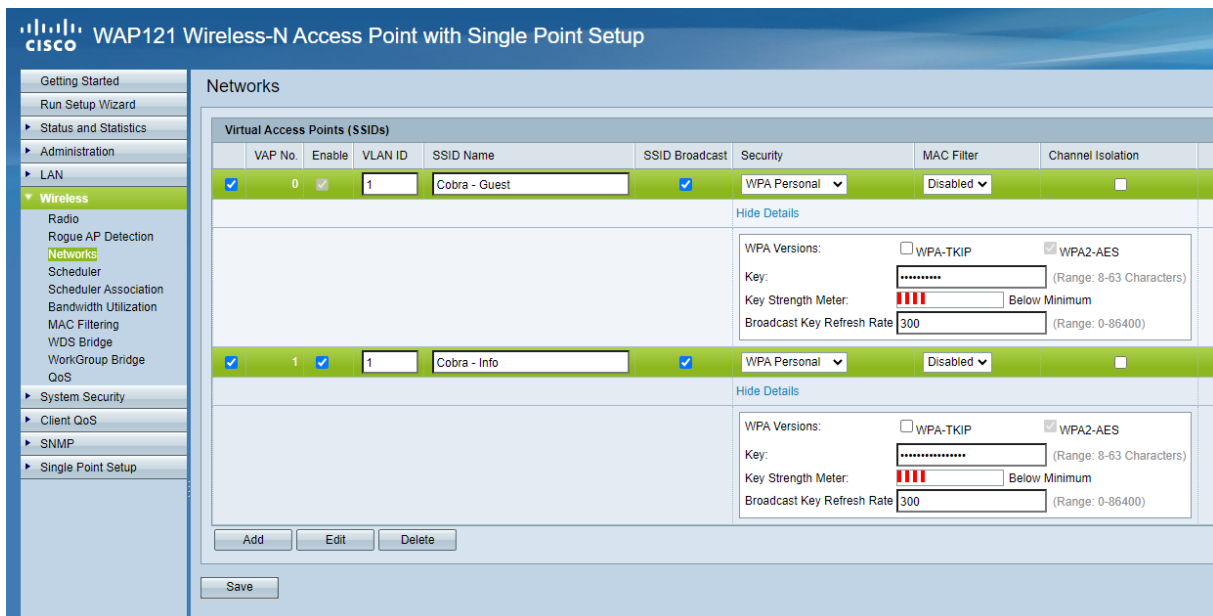 CISCO WAP121 Wireless-N Access Point with Single Point Setup
Getting Started
Run Setup Wizard
Status and Statistics
Administration
LAN
Wireless
Radio
Rogue AP Detection
Networks
Scheduler
Scheduler Association
Bandwidth Utilization
MAC Filtering
WDS Bridge
WorkGroup Bridge
QoS
System Security
Client QoS
SNMP
Single Point Setup
Networks
Virtual Access Points (SSIDs)
VAP No. Enable VLAN ID SSID Name SSID Broadcast Security MAC Filter Channel Isolation
0 1 Cobra - Guest WPA Personal Disabled
Hide Details
WPA Versions: WPA-TKIP WPA2-AES
Key: •••••••••• (Range: 8-63 Characters)
Key Strength Meter: Below Minimum
Broadcast Key Refresh Rate 300 (Range: 0-86400)
1 1 Cobra - Info WPA Personal Disabled
Hide Details
WPA Versions: WPA-TKIP WPA2-AES
Key: •••••••••••••••• (Range: 8-63 Characters)
Key Strength Meter: Below Minimum
Broadcast Key Refresh Rate 300 (Range: 0-86400)
Add Edit Delete
Save